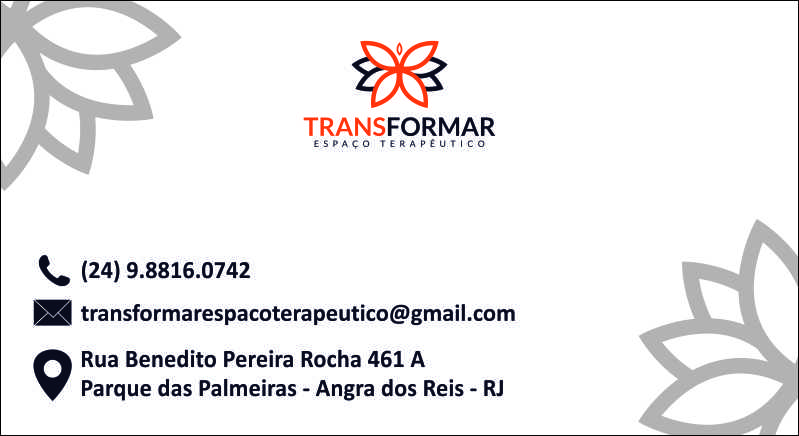 TRANSFORMAR
ESPAÇO TERAPÊUTICO
(24) 9.8816.0742
transformarespacoterapeutico@gmail.com
Rua Benedito Pereira Rocha 461 A
Parque das Palmeiras - Angra dos Reis - RJ